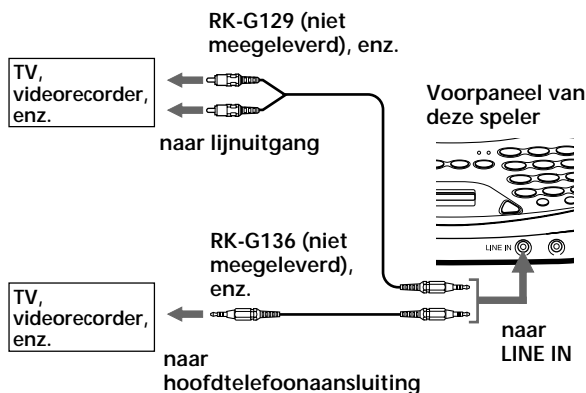 RK-G129 (niet
meegeleverd), enz.
TV,
videorecorder,
enz.
naar lijnuitgang
Voorpaneel van
deze speler
LINE IN
RK-G136 (niet
meegeleverd),
enz.
TV,
videorecorder,
enz.
naar
hoofdtelefoonaansluiting
naar
LINE IN